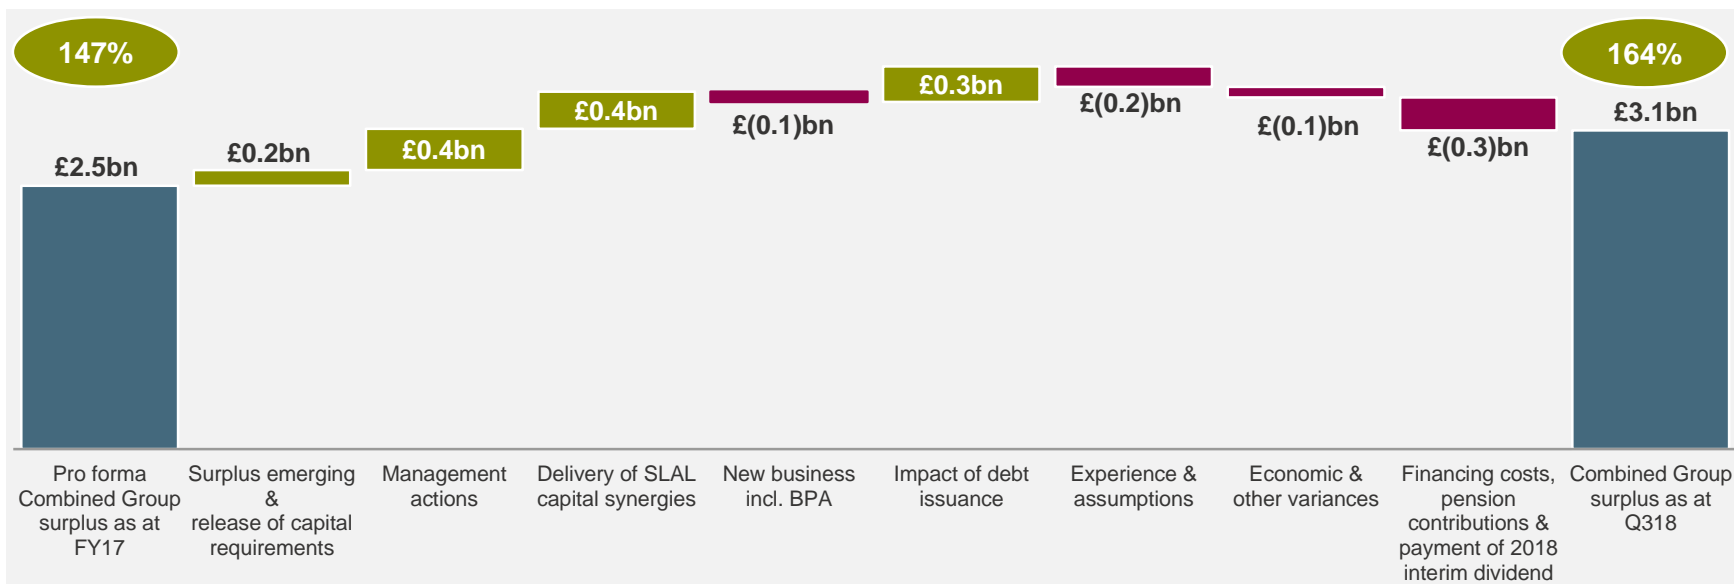 147%
164%
£2.5bn
£0.2bn
£0.4bn
£0.4bn
£(0.1)bn
£0.3bn
£(0.2)bn
£(0.1)bn
£(0.3)bn
£3.1bn
Pro forma
Combined Group
surplus as at
FY17
Surplus emerging
&
release of capital
requirements
Management
actions
Delivery of SLAL
capital synergies
New business
incl. BPA
Impact of debt
issuance
Experience &
assumptions
Economic &
other variances
Financing costs,
pension
contributions &
payment of 2018
interim dividend
Combined Group
surplus as at
Q318